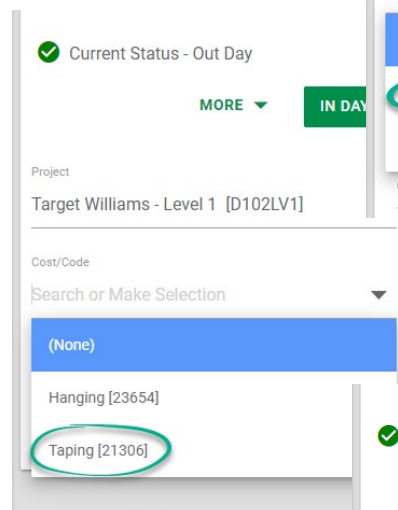 Current Status - Out Day
MORE
IN DAY
Project
Target Williams - Level 1 [D102LV1]
Cost/Code
Search or Make Selection
(None)
Hanging [23654]
Taping [21306]